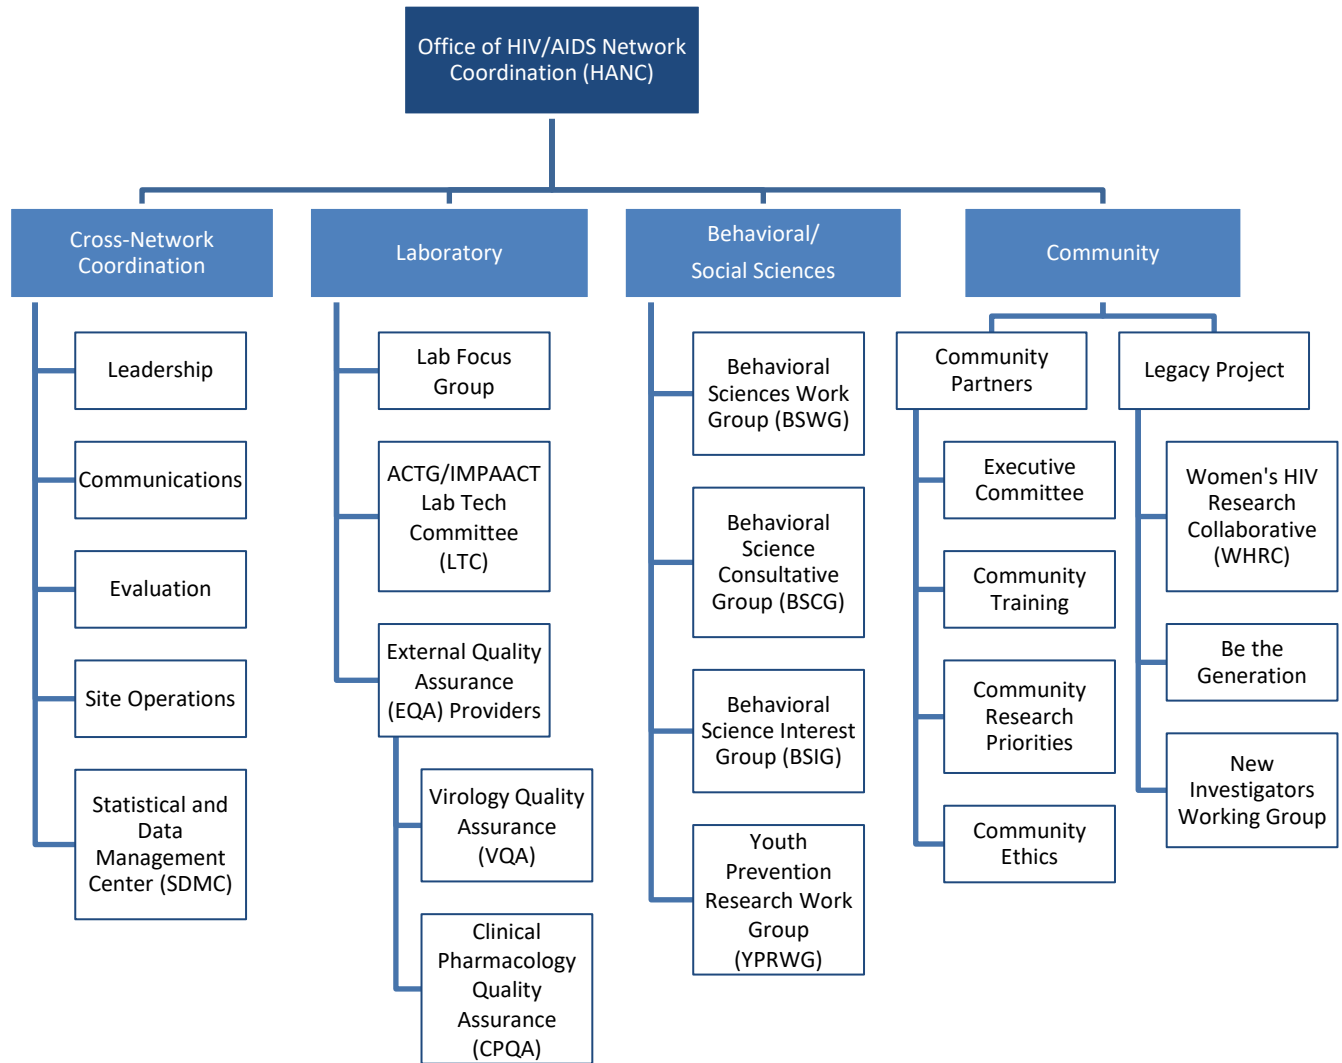 Office of HIV/AIDS Network
Coordination (HANC)
Cross-Network
Coordination
Laboratory
Behavioral/
Social Sciences
Community
Leadership
Communications
Evaluation
Site Operations
Statistical and
Data
Management
Center (SDMC)
Lab Focus
Group
ACTG/IMPAACT
Lab Tech
Committee
(LTC)
External Quality
Assurance
(EQA) Providers
Virology Quality
Assurance
(VQA)
Clinical
Pharmacology
Quality
Assurance
(CPQA)
Behavioral
Sciences Work
Group (BSWG)
Behavioral
Science
Consultative
Group (BSCG)
Behavioral
Science Interest
Group (BSIG)
Youth
Prevention
Research Work
Group
(YPRWG)
Community
Partners
Executive
Committee
Community
Training
Community
Research
Priorities
Community
Ethics
Legacy Project
Women's HIV
Research
Collaborative
(WHRC)
Be the
Generation
New
Investigators
Working Group